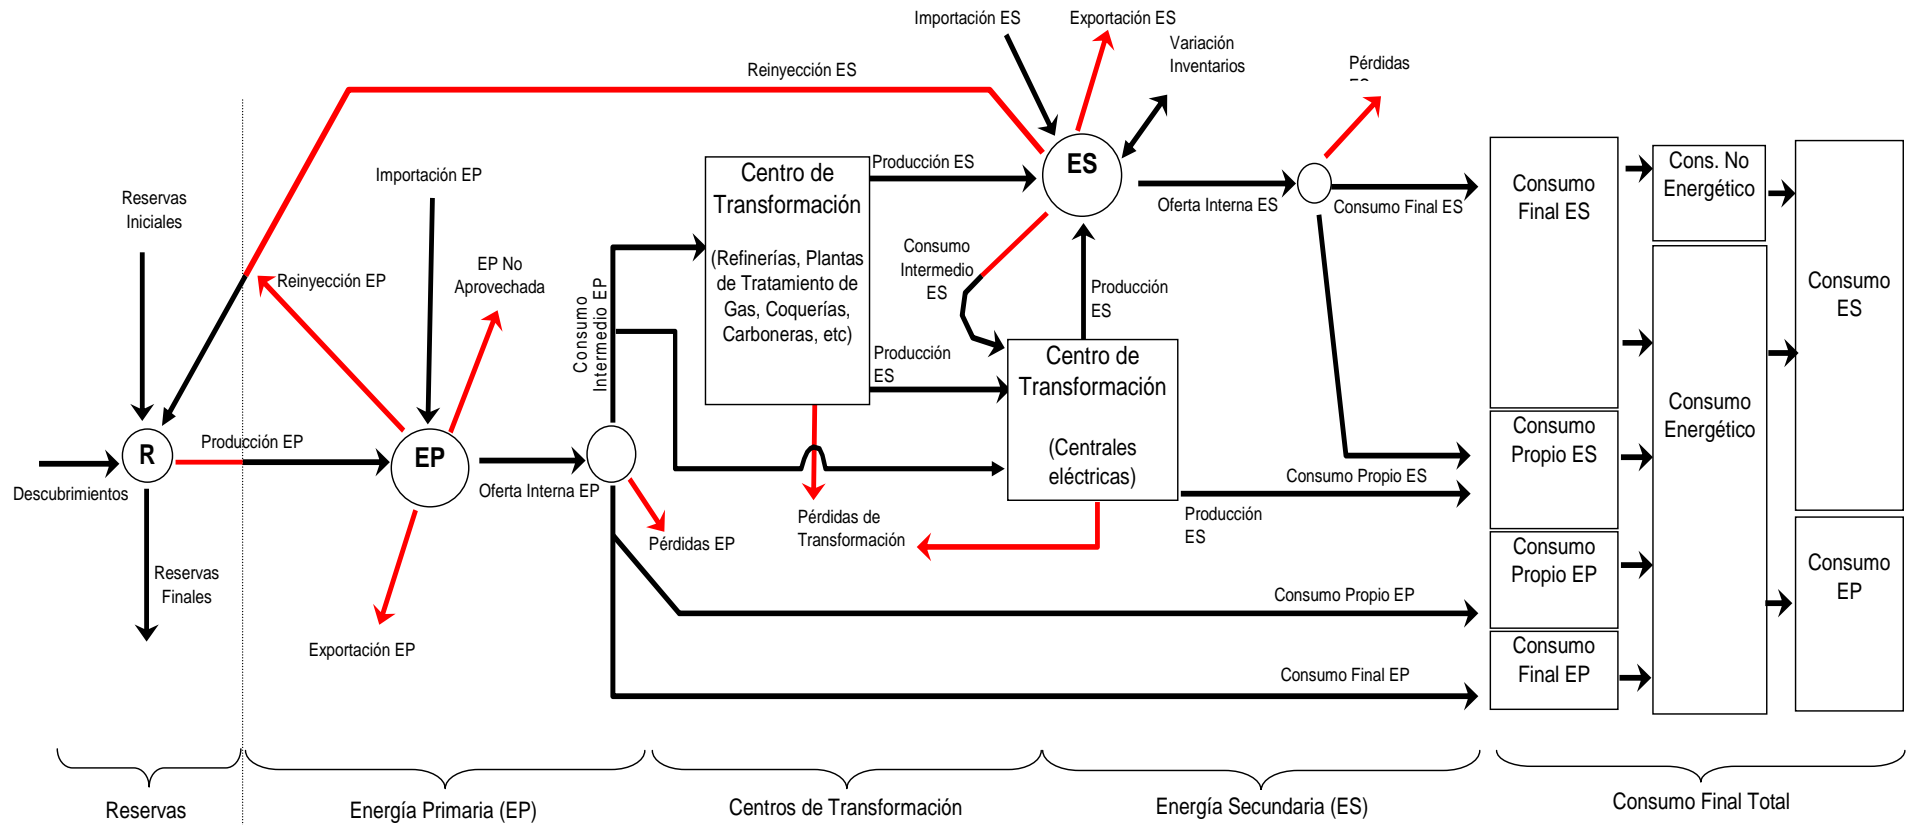 Importación ES
Exportación ES
Variación
Inventarios
Pérdidas
Reinyección ES
Reservas
Iniciales
Importación EP
Reinyección EP
EP No
Aprovechada
R
Descubrimientos
Producción EP
EP
Oferta Interna EP
Pérdidas EP
Reservas
Finales
Exportación EP
Consumo
Intermedio EP
Centro de
Transformación
(Refinerías, Plantas
de Tratamiento de
Gas, Coquerías,
Carboneras, etc)
Producción ES
Producción
ES
Pérdidas de
Transformación
ES
Consumo
Intermedio
ES
Producción
ES
Centro de
Transformación
(Centrales
eléctricas)
Oferta Interna ES
Consumo Final ES
Consumo Propio ES
Producción
ES
Consumo Propio EP
Consumo Final EP
Consumo
Final ES
Consumo
Propio ES
Consumo
Propio EP
Consumo
Final EP
Cons. No
Energético
Consumo
Energético
Consumo
ES
Consumo
EP
Reservas
Energía Primaria (EP)
Centros de Transformación
Energía Secundaria (ES)
Consumo Final Total